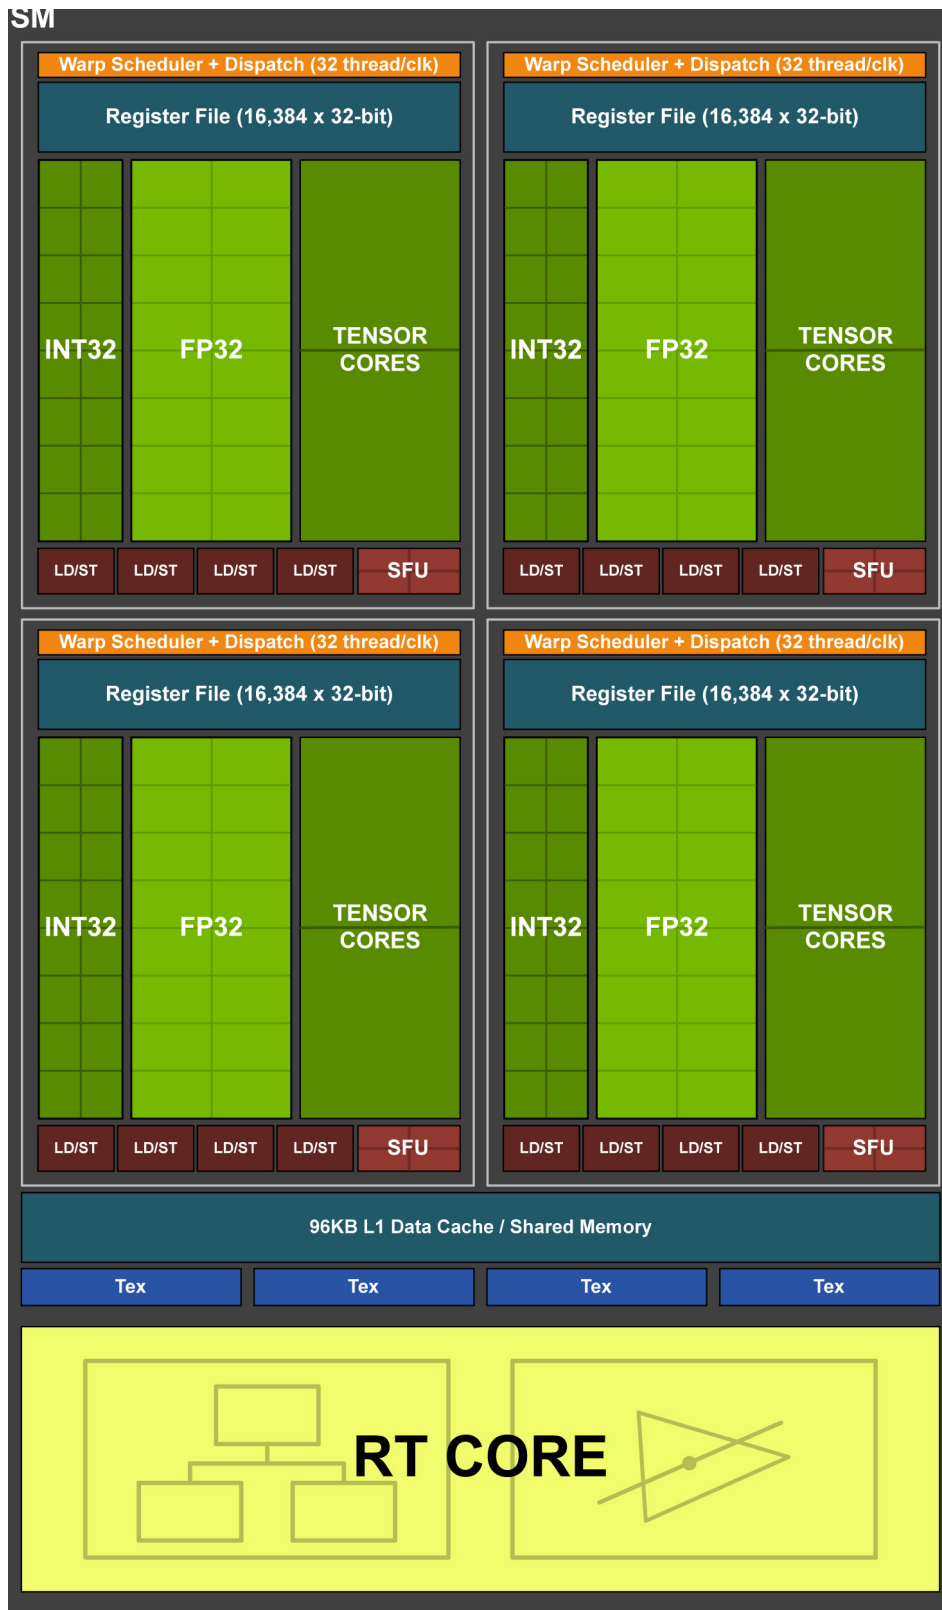 SM
Warp Scheduler + Dispatch (32 thread/clk)
Register File (16,384 x 32-bit)
INT32
FP32
TENSOR
CORES
LD/ST
LD/ST
LD/ST
LD/ST
SFU
Warp Scheduler + Dispatch (32 thread/clk)
Register File (16,384 x 32-bit)
INT32
FP32
TENSOR
CORES
LD/ST
LD/ST
LD/ST
LD/ST
SFU
Warp Scheduler + Dispatch (32 thread/clk)
Register File (16,384 x 32-bit)
INT32
FP32
TENSOR
CORES
LD/ST
LD/ST
LD/ST
LD/ST
SFU
Warp Scheduler + Dispatch (32 thread/clk)
Register File (16,384 x 32-bit)
INT32
FP32
TENSOR
CORES
LD/ST
LD/ST
LD/ST
LD/ST
SFU
96KB L1 Data Cache / Shared Memory
Tex
Tex
Tex
Tex
RT CORE